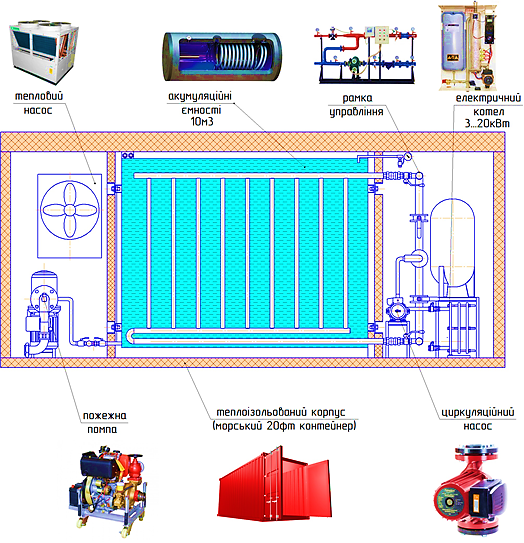 тепловий
насос
акумуляційні
ємності
10м3
рамка
управління
електричний
котел
3...20кВт
пожежна
помпа
теплоізольований корпус
(морський 20фт контейнер)
циркуляційний
насос